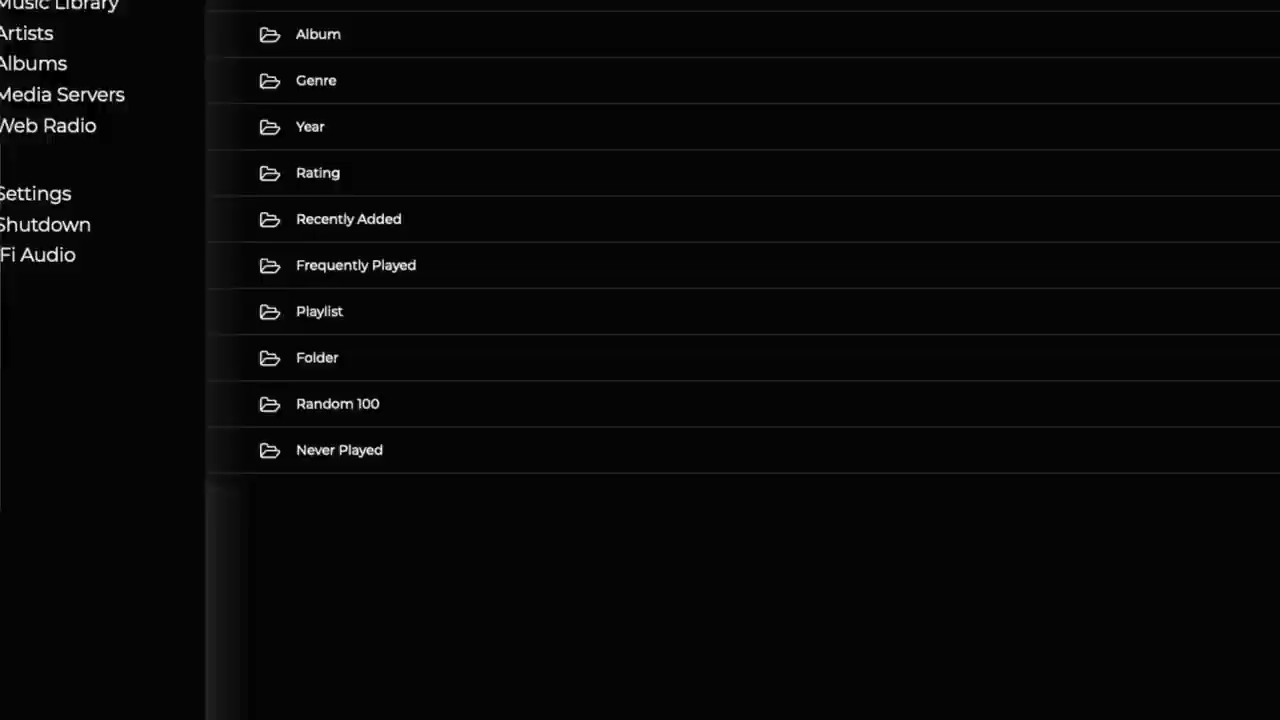 Music Library
Artists
Albums
Media Servers
Web Radio
Settings
Shutdown
iFi Audio
Album
Genre
Year
Rating
Recently Added
Frequently Played
Playlist
Folder
Random 100
Never Played